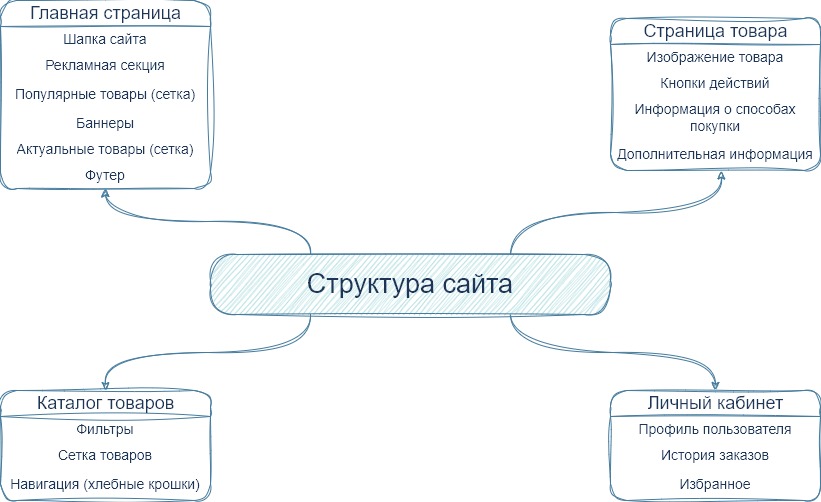 Главная страница
Шапка сайта
Рекламная секция
Популярные товары (сетка)
Баннеры
Актуальные товары (сетка)
Футер
Страница товара
Изображение товара
Кнопки действий
Информация о способах
покупки
Дополнительная информация
Структура сайта
Каталог товаров
Фильтры
Сетка товаров
Навигация (хлебные крошки)
Личный кабинет
Профиль пользователя
История заказов
Избранное